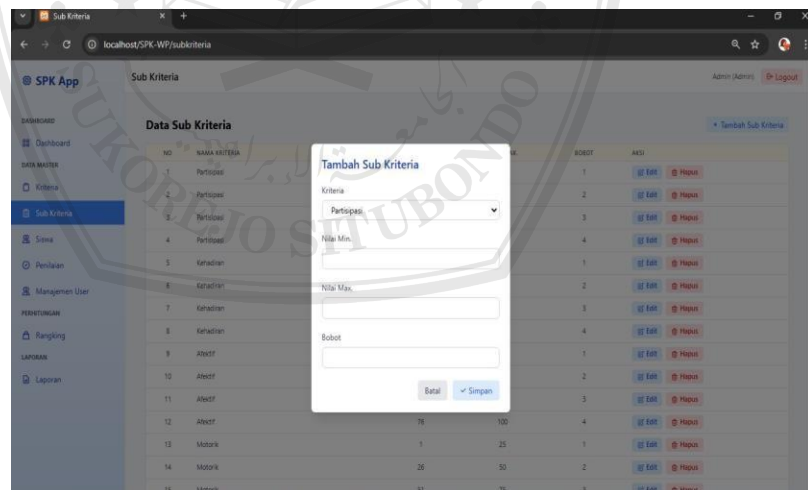 Sub Kriteria
localhost/SPK-WP/subkriteria
SPK App
Sub Kriteria
Admin (Admin) Logout
DASHBOARD
Dashboard
DATA MASTER
Kriteria
Sub Kriteria
Siswa
Penilaian
Manajemen User
PERHITUNGAN
Rangking
LAPORAN
Laporan
Data Sub Kriteria
+ Tambah Sub Kriteria
NO NAMA KRITERIA BOBOT AKSI
1 Partisipasi 1 Edit Hapus
2 Partisipasi 2 Edit Hapus
3 Partisipasi 3 Edit Hapus
4 Partisipasi 4 Edit Hapus
5 Kehadiran 1 Edit Hapus
6 Kehadiran 2 Edit Hapus
7 Kehadiran 3 Edit Hapus
8 Kehadiran 4 Edit Hapus
9 Afektif 1 Edit Hapus
10 Afektif 2 Edit Hapus
11 Afektif 3 Edit Hapus
12 Afektif 76 100 4 Edit Hapus
13 Motorik 1 25 1 Edit Hapus
14 Motorik 26 50 2 Edit Hapus
Tambah Sub Kriteria
Kriteria
Partisipasi
Nilai Min.
Nilai Max.
Bobot
Batal Simpan
UKOREJO SITUBONDO